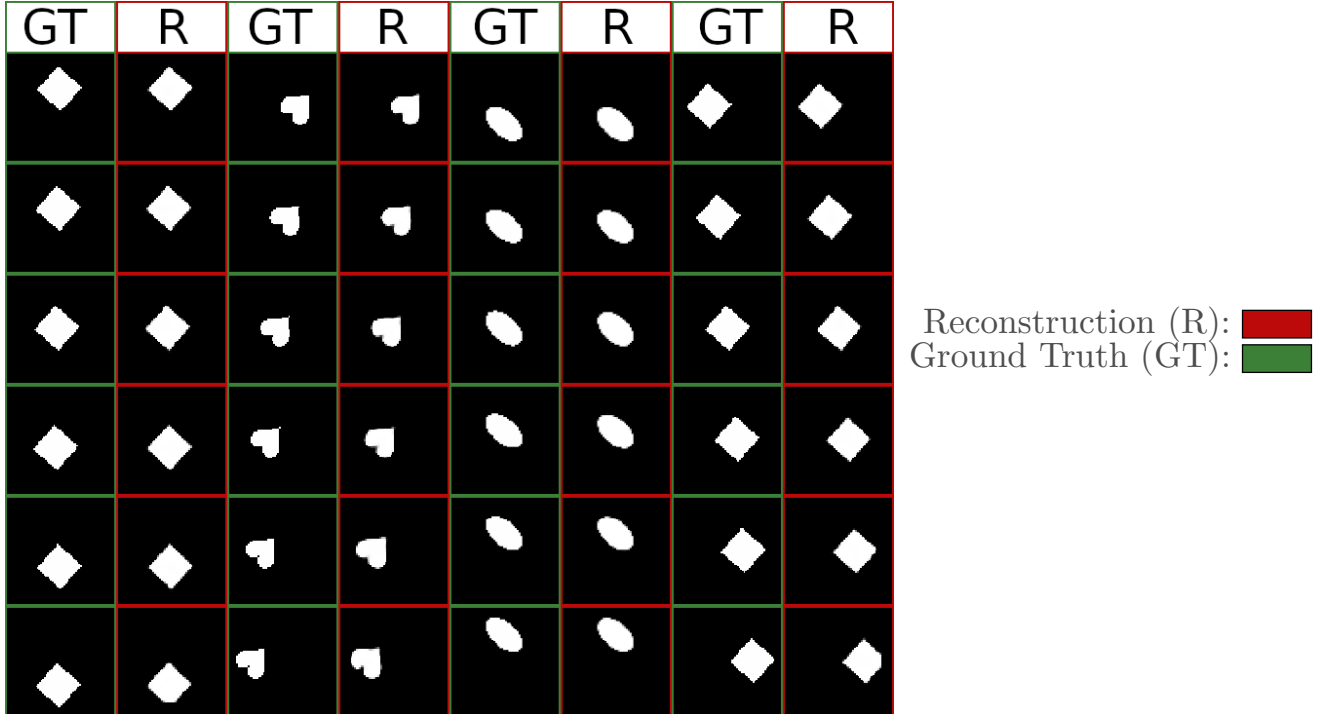 GT R GT R GT R GT R
Reconstruction (R):
Ground Truth (GT):